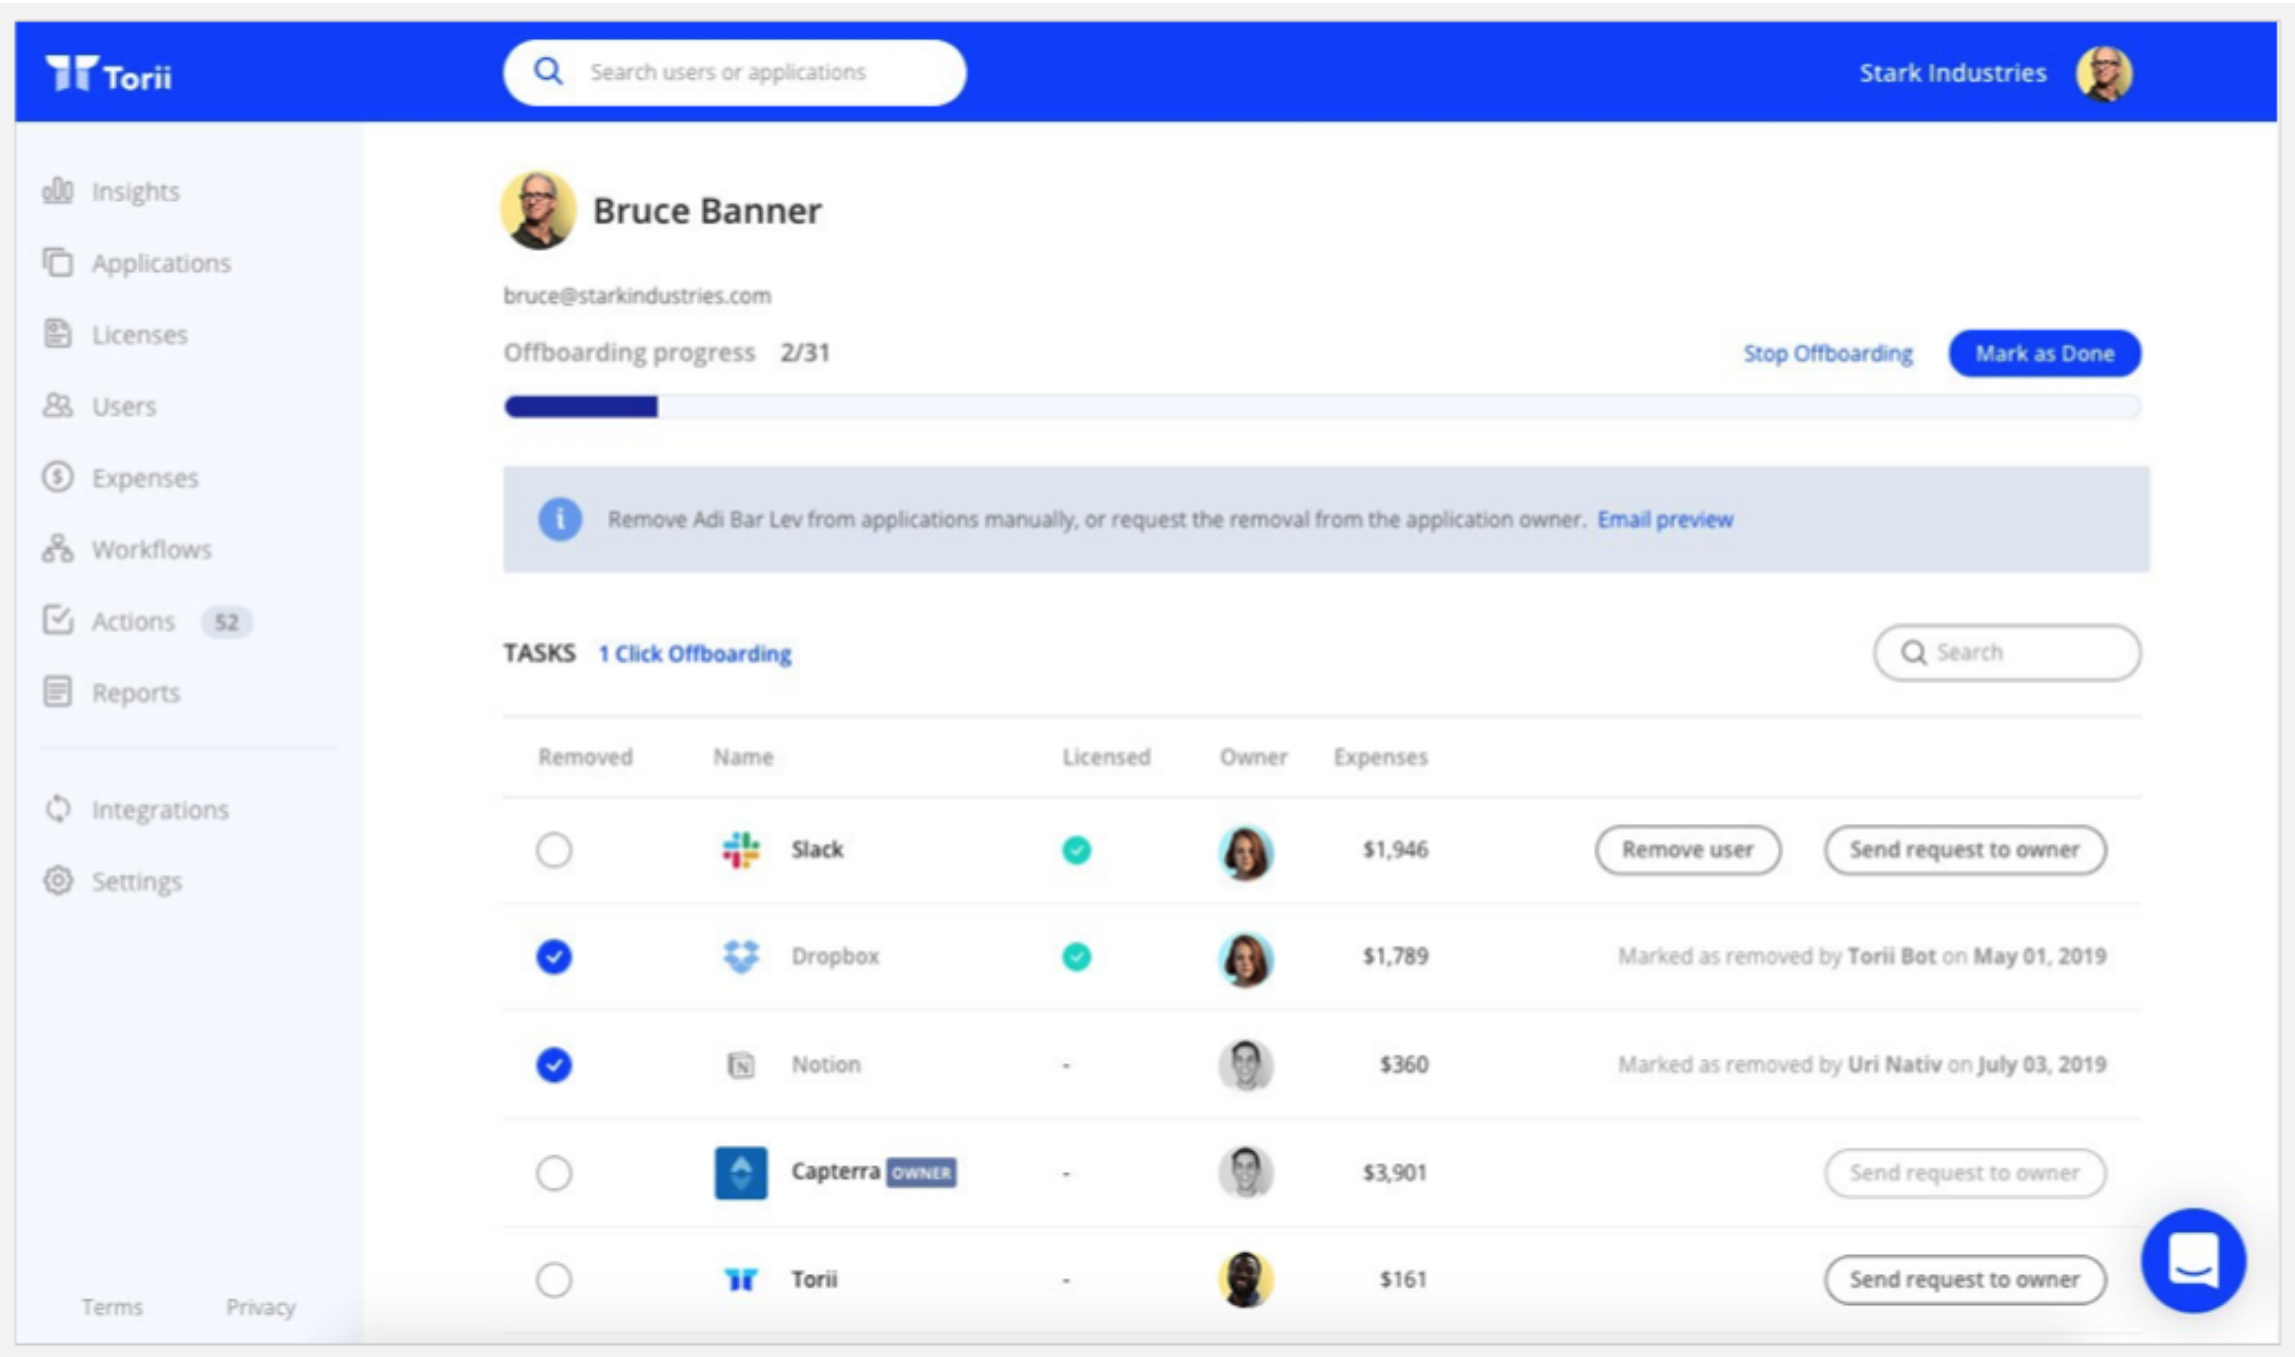 Torii
Search users or applications
Stark Industries
Insights
Applications
Licenses
Users
Expenses
Workflows
Actions 52
Reports
Integrations
Settings
Terms Privacy
Bruce Banner
bruce@starkindustries.com
Offboarding progress 2/31
Stop Offboarding Mark as Done
i Remove Adi Bar Lev from applications manually, or request the removal from the application owner. Email preview
TASKS 1 Click Offboarding Search
Removed Name Licensed Owner Expenses
Slack $1,946 Remove user Send request to owner
Dropbox $1,789 Marked as removed by Torii Bot on May 01, 2019
N Notion - $360 Marked as removed by Uri Nativ on July 03, 2019
Capterra OWNER - $3,901 Send request to owner
Torii - $161 Send request to owner